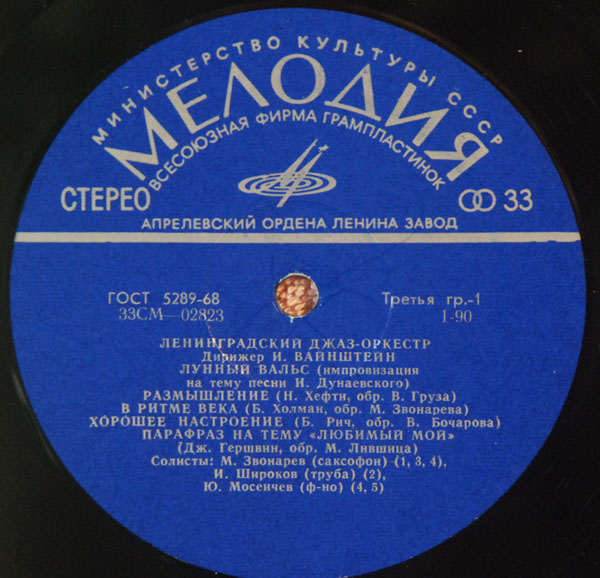 МИНИСТЕРСТВО КУЛЬТУРЫ СССР
МЕЛОДИЯ
ВСЕСОЮЗНАЯ ФИРМА ГРАМПЛАСТИНОК
СТЕРЕО 33
АПРЕЛЕВСКИЙ ОРДЕНА ЛЕНИНА ЗАВОД
ГОСТ 5289-68 Третья гр.-1
33СМ—02823 1-90
ЛЕНИНГРАДСКИЙ ДЖАЗ-ОРКЕСТР
Дирижер И. ВАЙНШТЕЙН
ЛУННЫЙ ВАЛЬС (импровизация
на тему песни И. Дунаевского)
РАЗМЫШЛЕНИЕ (Н. Хефти, обр. В. Груза)
В РИТМЕ ВЕКА (Б. Холман, обр. М. Звонарева)
ХОРОШЕЕ НАСТРОЕНИЕ (Б. Рич, обр. В. Бочарова)
ПАРАФРАЗ НА ТЕМУ «ЛЮБИМЫЙ МОЙ»
(Дж. Гершвин, обр. М. Лившица)
Солисты: М. Звонарев (саксофон) (1, 3, 4),
И. Широков (труба) (2),
Ю. Мосеичев (ф-но) (4, 5)